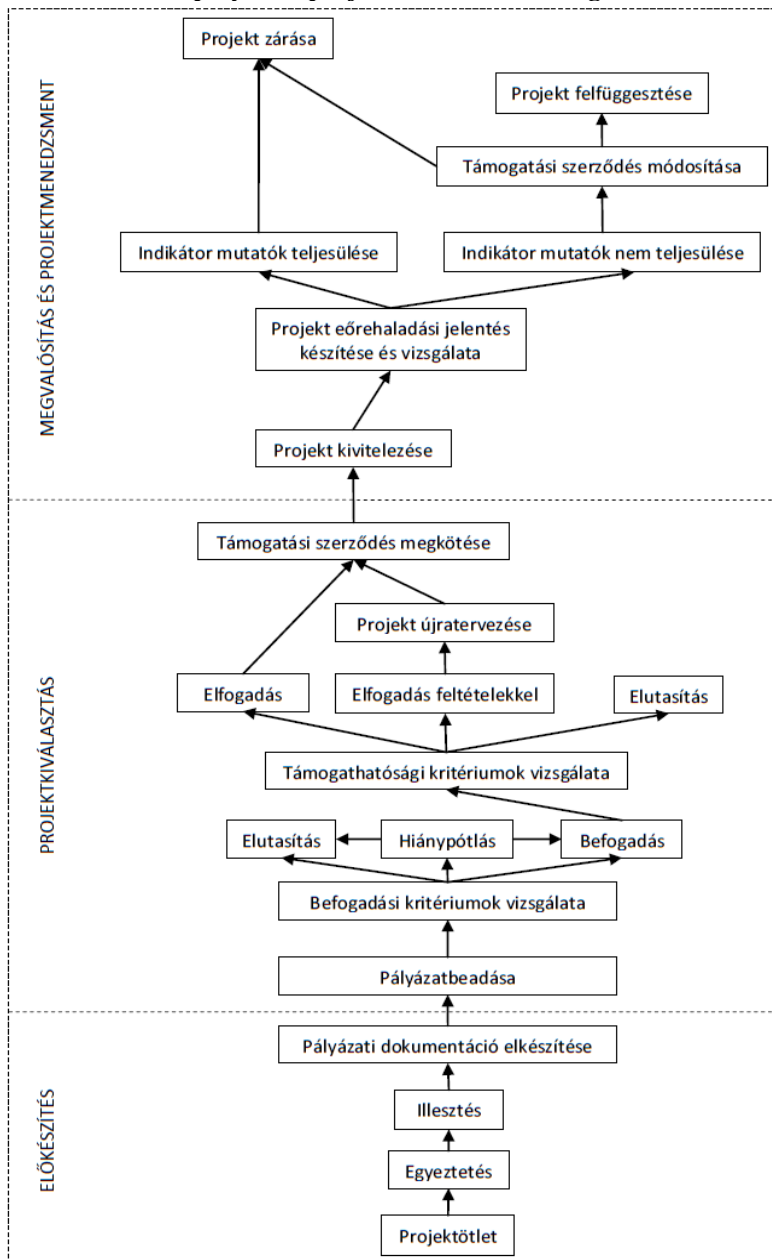 Projekt zárása
Projekt felfüggesztése
Támogatási szerződés módosítása
Indikátor mutatók teljesülése
Indikátor mutatók nem teljesülése
Projekt eőrehaladási jelentés
készítése és vizsgálata
Projekt kivitelezése
MEGVALÓSÍTÁS ÉS PROJEKTMENEDZSMENT
Támogatási szerződés megkötése
Projekt újratervezése
Elfogadás
Elfogadás feltételekkel
Elutasítás
Támogathatósági kritériumok vizsgálata
Elutasítás
Hiánypótlás
Befogadás
Befogadási kritériumok vizsgálata
Pályázatbeadása
PROJEKTKIVÁLASZTÁS
Pályázati dokumentáció elkészítése
Illesztés
Egyeztetés
Projektötlet
ELŐKÉSZÍTÉS